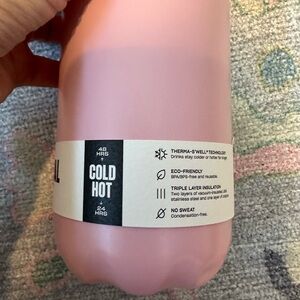 AL
48
HRS
COLD
HOT
24
HRS
THERMA-S'WELL® TECHNOLOGY
Drinks stay colder or hotter for longer.
ECO-FRIENDLY
BPA/BPS-free and reusable.
TRIPLE LAYER INSULATION
Two layers of vacuum-insulated
stainless steel and one layer of copper.
NO SWEAT
Condensation-free.